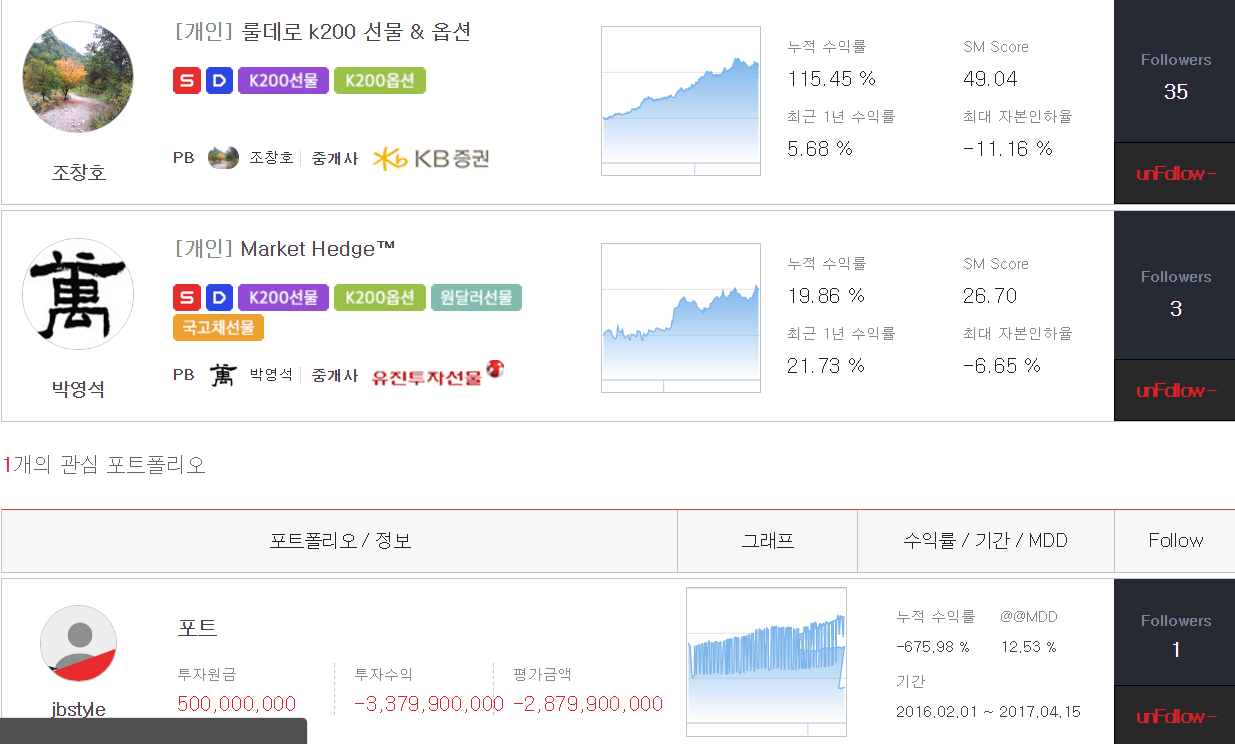 [개인] 룰데로 k200 선물 & 옵션
S D K200선물 K200옵션
PB 조창호 중개사 KB증권
조창호
누적 수익률 SM Score
115.45 % 49.04
최근 1년 수익률 최대 자본인하율
5.68 % -11.16 %
Followers
35
unFollow-
[개인] Market Hedge™
S D K200선물 K200옵션 원달러선물
국고채선물
萬
PB 萬 박영석 중개사 유진투자선물
박영석
누적 수익률 SM Score
19.86 % 26.70
최근 1년 수익률 최대 자본인하율
21.73 % -6.65 %
Followers
3
unFollow-
1개의 관심 포트폴리오
포트폴리오 / 정보 그래프 수익률 / 기간 / MDD Follow
포트
투자원금 투자수익 평가금액
500,000,000 -3,379,900,000 -2,879,900,000
jbstyle
누적 수익률 @@MDD
-675.98 % 12.53 %
기간
2016.02.01 ~ 2017.04.15
Followers
1
unFollow-